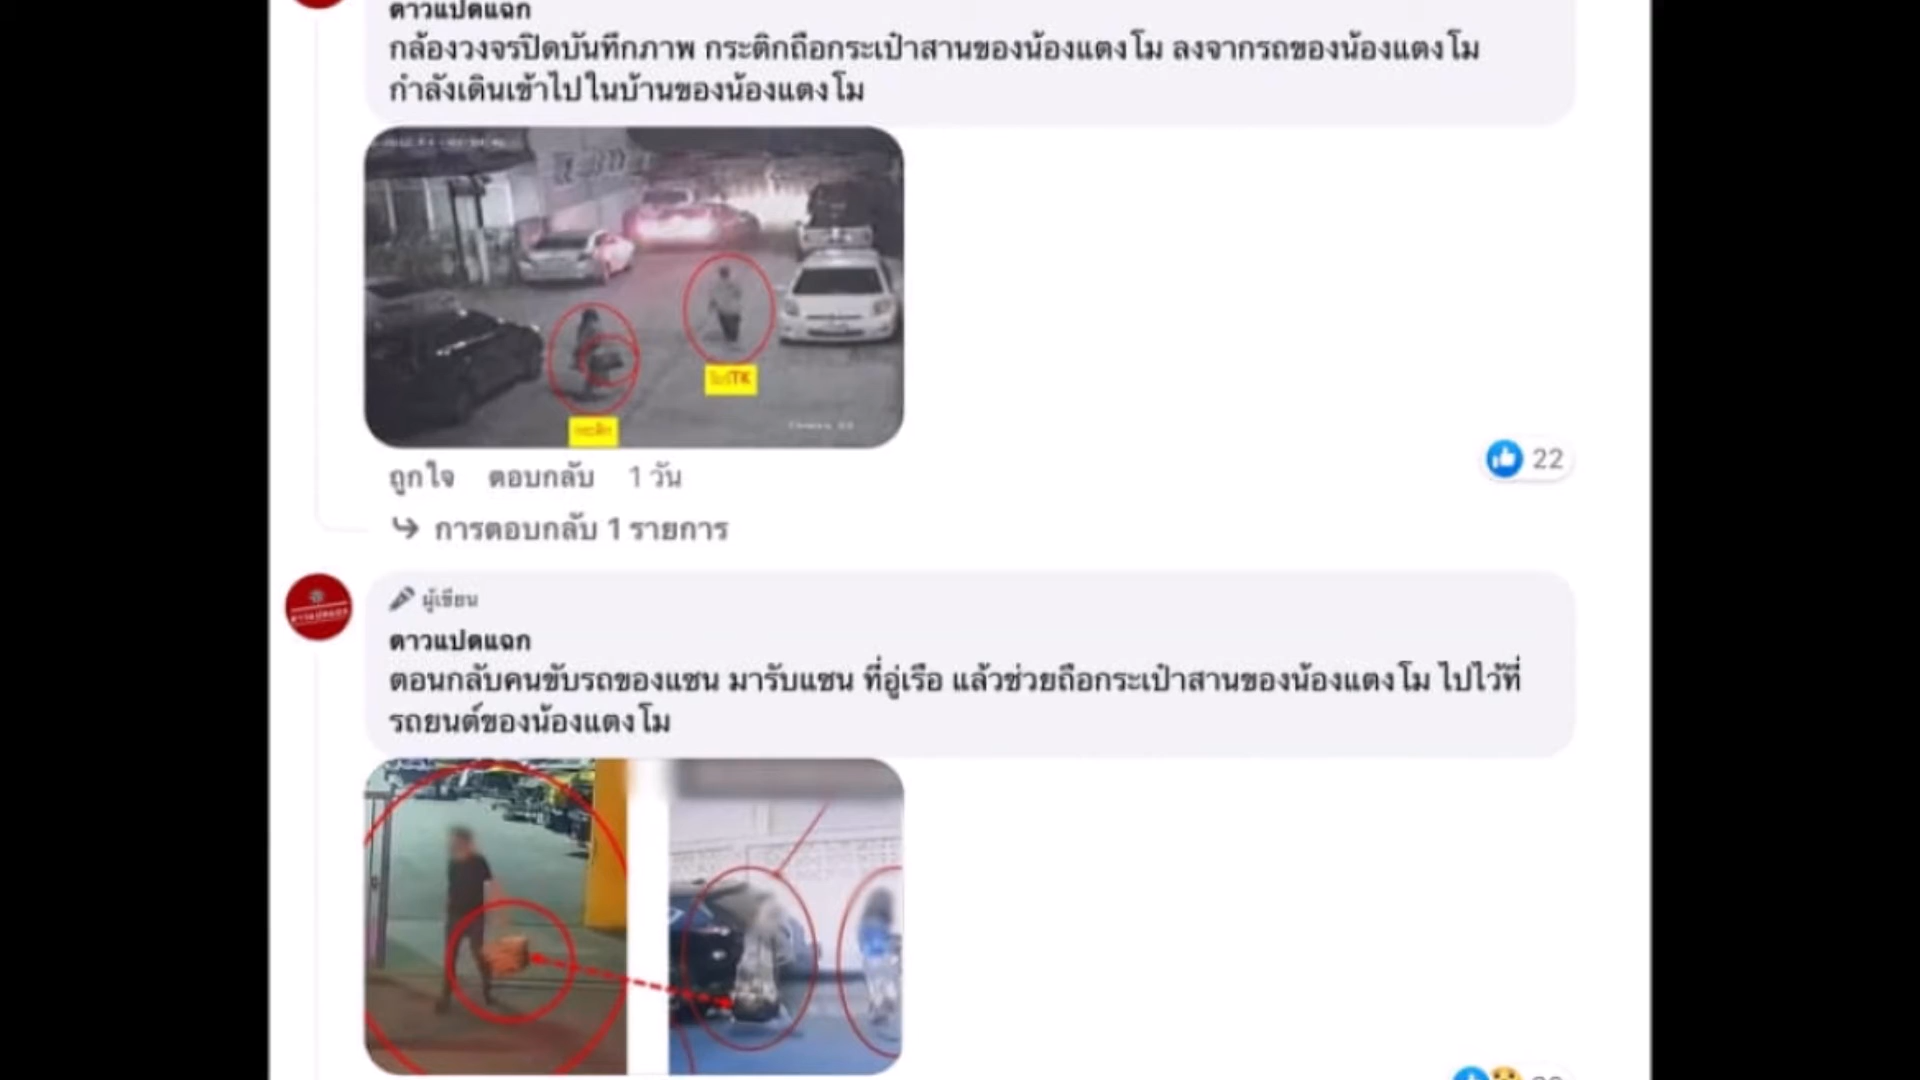 ดาวแปดแฉก
กล้องวงจรปิดบันทึกภาพ กระติกถือกระเป๋าสานของน้องแตงโม ลงจากรถของน้องแตงโม
กำลังเดินเข้าไปในบ้านของน้องแตงโม
TK
กระติก
ถูกใจ ตอบกลับ 1 วัน
22
การตอบกลับ 1 รายการ
ผู้เขียน
ดาวแปดแฉก
ตอนกลับคนขับรถของแซน มารับแซน ที่อู่เรือ แล้วช่วยถือกระเป๋าสานของน้องแตงโม ไปไว้ที่
รถยนต์ของน้องแตงโม